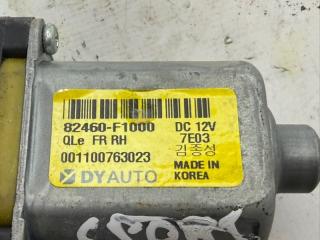 82460-F1000 DC 12V
QLe FR RH 7E03
김종성
001100763023 MADE IN
DYAUTO KOREA